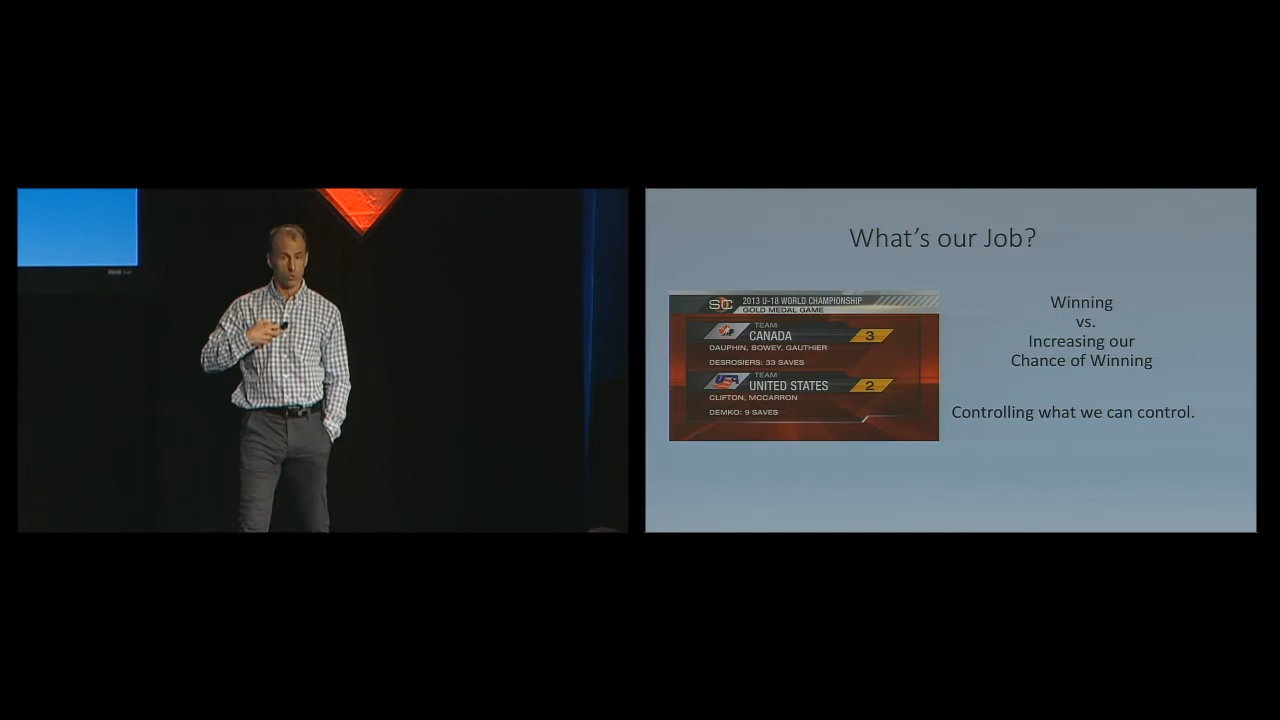 What's our Job?
SC
2013 U-18 WORLD CHAMPIONSHIP
GOLD MEDAL GAME
TEAM
CANADA
3
DAUPHIN, BOWEY, GAUTHIER
DESROSIERS: 33 SAVES
USA
TEAM
UNITED STATES
2
CLIFTON, MCCARRON
DEMKO: 9 SAVES
Winning
vs.
Increasing our
Chance of Winning
Controlling what we can control.